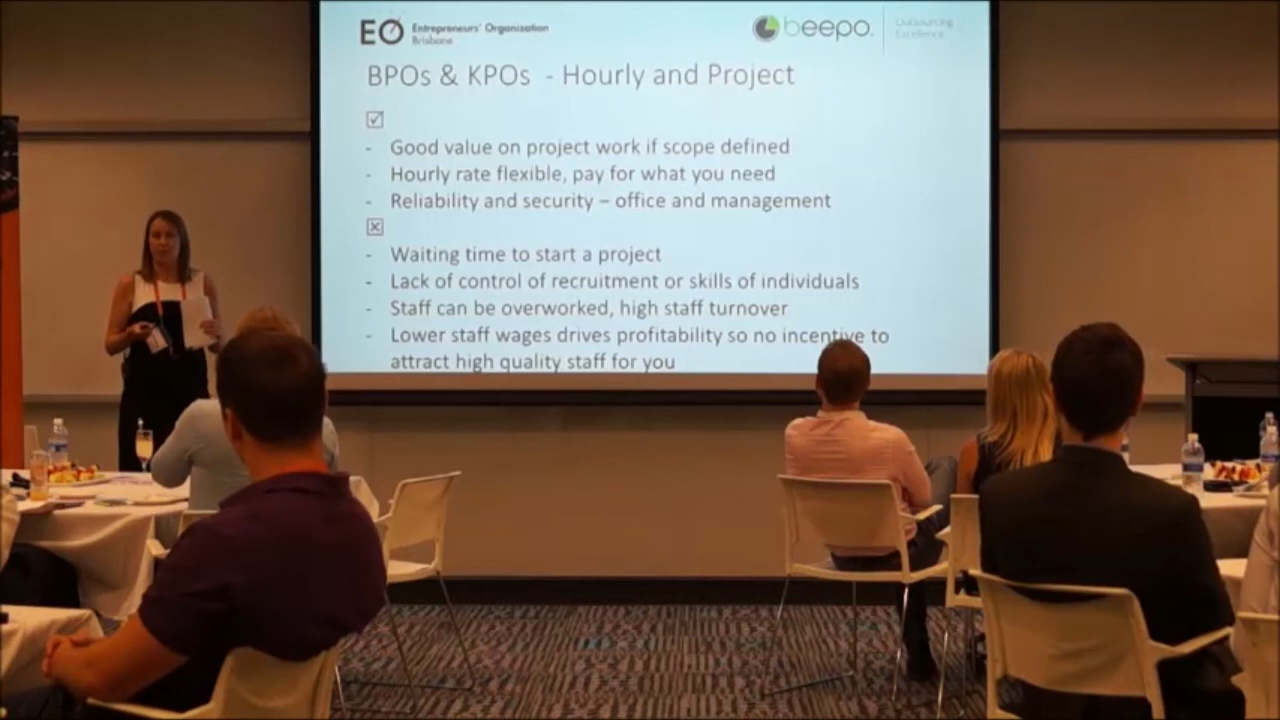 EO Entrepreneurs' Organization
Brisbane
beepo.
Outsourcing
Excellence
BPOs & KPOs - Hourly and Project
☑
- Good value on project work if scope defined
- Hourly rate flexible, pay for what you need
- Reliability and security – office and management
☒
- Waiting time to start a project
- Lack of control of recruitment or skills of individuals
- Staff can be overworked, high staff turnover
- Lower staff wages drives profitability so no incentive to
attract high quality staff for you